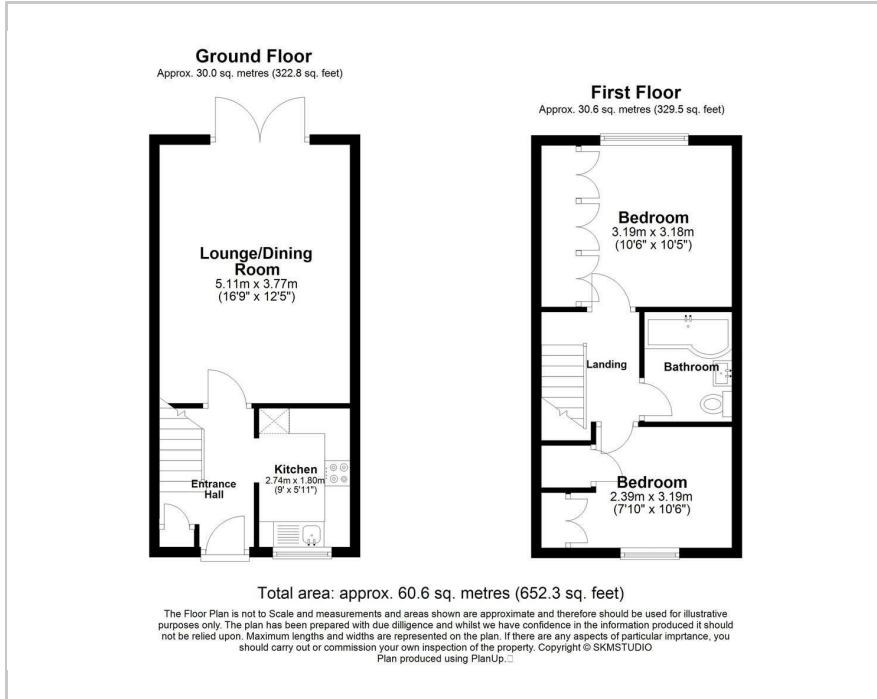 Ground Floor
Approx. 30.0 sq. metres (322.8 sq. feet)
Lounge/Dining
Room
5.11m x 3.77m
(16'9" x 12'5")
Kitchen
2.74m x 1.80m
(9' x 5'11")
Entrance
Hall
First Floor
Approx. 30.6 sq. metres (329.5 sq. feet)
Bedroom
3.19m x 3.18m
(10'6" x 10'5")
Landing
Bathroom
Bedroom
2.39m x 3.19m
(7'10" x 10'6")
Total area: approx. 60.6 sq. metres (652.3 sq. feet)
The Floor Plan is not to Scale and measurements and areas shown are approximate and therefore should be used for illustrative
purposes only. The plan has been prepared with due dilligence and whilst we have confidence in the information produced it should
not be relied upon. Maximum lengths and widths are represented on the plan. If there are any aspects of particular imprtance, you
should carry out or commission your own inspection of the property. Copyright © SKMSTUDIO
Plan produced using PlanUp.